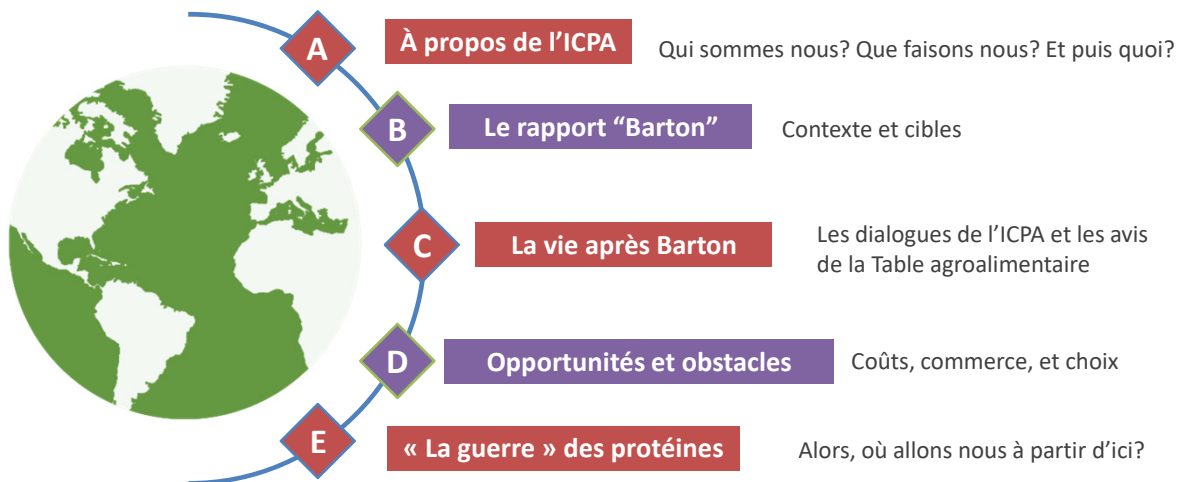 A
À propos de l’ICPA
Qui sommes nous? Que faisons nous? Et puis quoi?
B
Le rapport “Barton”
Contexte et cibles
C
La vie après Barton
Les dialogues de l’ICPA et les avis
de la Table agroalimentaire
D
Opportunités et obstacles
Coûts, commerce, et choix
E
« La guerre » des protéines
Alors, où allons nous à partir d’ici?